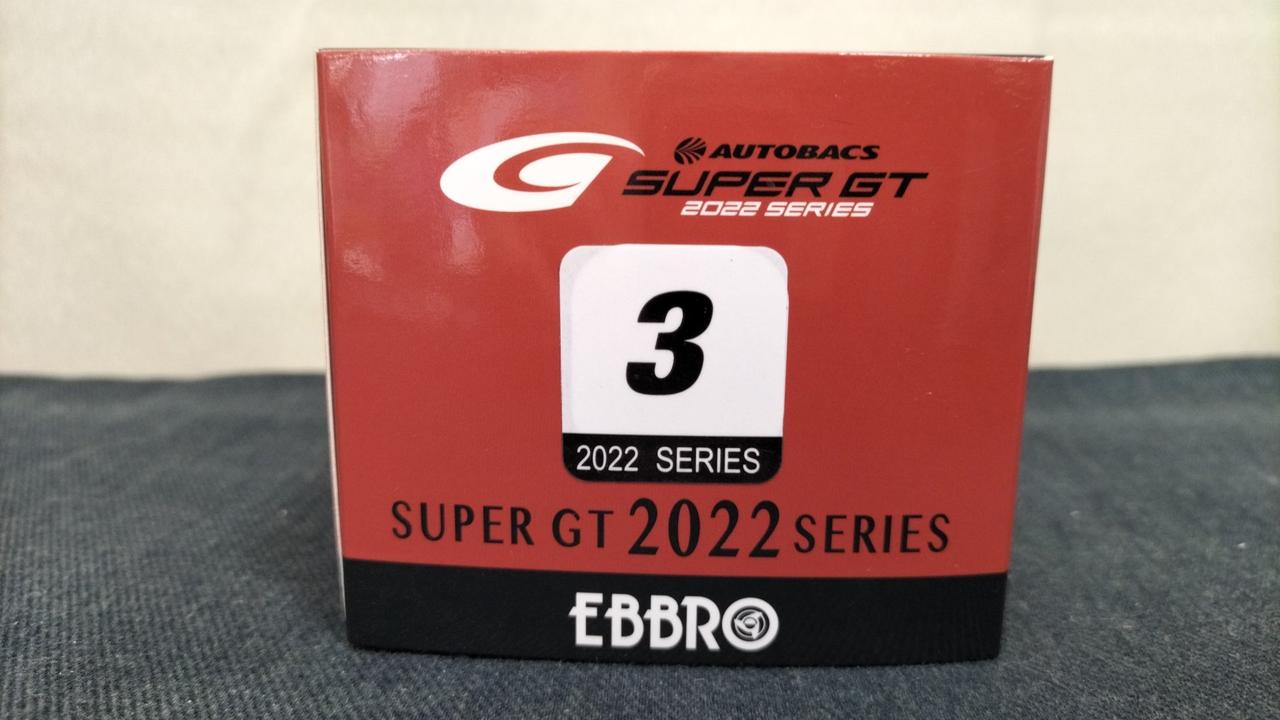 AUTOBACS
SUPER GT
2022 SERIES
3
2022 SERIES
SUPER GT 2022 SERIES
EBBRO